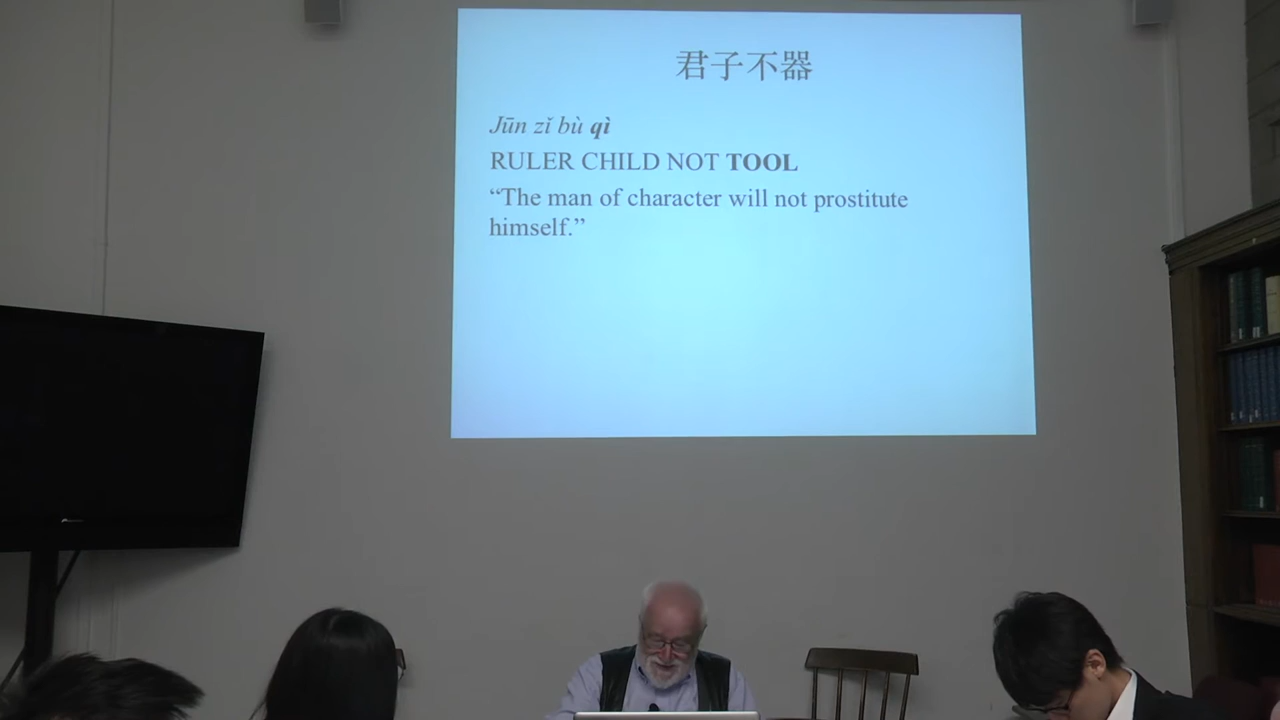 君子不器
Jūn zǐ bù qì
RULER CHILD NOT TOOL
“The man of character will not prostitute
himself.”